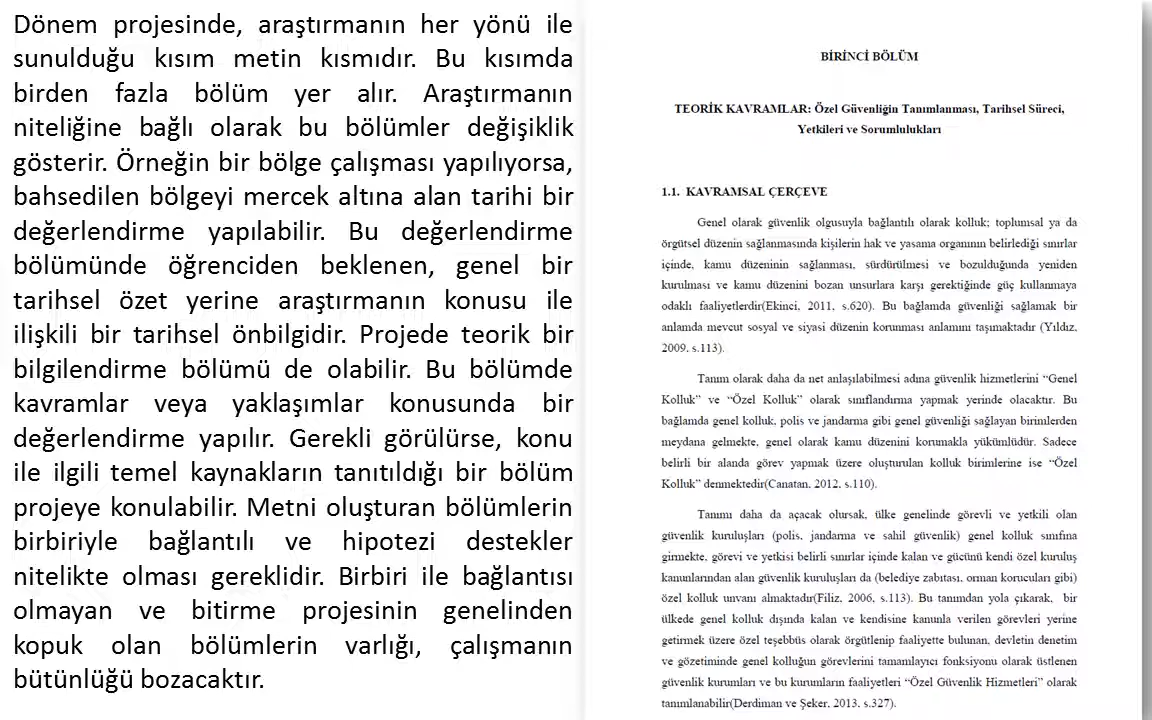 Dönem projesinde, araştırmanın her yönü ile
sunulduğu kısım metin kısmıdır. Bu kısımda
birden fazla bölüm yer alır. Araştırmanın
niteliğine bağlı olarak bu bölümler değişiklik
gösterir. Örneğin bir bölge çalışması yapılıyorsa,
bahsedilen bölgeyi mercek altına alan tarihi bir
değerlendirme yapılabilir. Bu değerlendirme
bölümünde öğrenciden beklenen, genel bir
tarihsel özet yerine araştırmanın konusu ile
ilişkili bir tarihsel önbilgidir. Projede teorik bir
bilgilendirme bölümü de olabilir. Bu bölümde
kavramlar veya yaklaşımlar konusunda bir
değerlendirme yapılır. Gerekli görülürse, konu
ile ilgili temel kaynakların tanıtıldığı bir bölüm
projeye konulabilir. Metni oluşturan bölümlerin
birbiriyle bağlantılı ve hipotezi destekler
nitelikte olması gereklidir. Birbiri ile bağlantısı
olmayan ve bitirme projesinin genelinden
kopuk olan bölümlerin varlığı, çalışmanın
bütünlüğü bozacaktır.
BİRİNCİ BÖLÜM
TEORİK KAVRAMLAR: Özel Güvenliğin Tanımlanması, Tarihsel Süreci,
Yetkileri ve Sorumlulukları
1.1. KAVRAMSAL ÇERÇEVE
Genel olarak güvenlik olgusuyla bağlantılı olarak kolluk; toplumsal ya da
örgütsel düzenin sağlanmasında kişilerin hak ve yasama organının belirlediği sınırlar
içinde, kamu düzeninin sağlanması, sürdürülmesi ve bozulduğunda yeniden
kurulması ve kamu düzenini bozan unsurlara karşı gerektiğinde güç kullanmaya
odaklı faaliyetlerdir(Ekinci, 2011, s.620). Bu bağlamda güvenliği sağlamak bir
anlamda mevcut sosyal ve siyasi düzenin korunması anlamını taşımaktadır (Yıldız,
2009, s.113).
Tanım olarak daha da net anlaşılabilmesi adına güvenlik hizmetlerini “Genel
Kolluk” ve “Özel Kolluk” olarak sınıflandırma yapmak yerinde olacaktır. Bu
bağlamda genel kolluk, polis ve jandarma gibi genel güvenliği sağlayan birimlerden
meydana gelmekte, genel olarak kamu düzenini korumakla yükümlüdür. Sadece
belirli bir alanda görev yapmak üzere oluşturulan kolluk birimlerine ise “Özel
Kolluk” denmektedir(Canatan, 2012, s.110).
Tanımı daha da açacak olursak, ülke genelinde görevli ve yetkili olan
güvenlik kuruluşları (polis, jandarma ve sahil güvenlik) genel kolluk sınıfına
girmekte, görevi ve yetkisi belirli sınırlar içinde kalan ve gücünü kendi özel kuruluş
kanunlarından alan güvenlik kuruluşları da (belediye zabıtası, orman korucuları gibi)
özel kolluk unvanı almaktadır(Filiz, 2006, s.113). Bu tanımdan yola çıkarak, bir
ülkede genel kolluk dışında kalan ve kendisine kanunla verilen görevleri yerine
getirmek üzere özel teşebbüs olarak örgütlenip faaliyette bulunan, devletin denetim
ve gözetiminde genel kolluğun görevlerini tamamlayıcı fonksiyonu olarak üstlenen
güvenlik kurumları ve bu kurumların faaliyetleri “Özel Güvenlik Hizmetleri” olarak
tanımlanabilir(Derdiman ve Şeker, 2013, s.327).